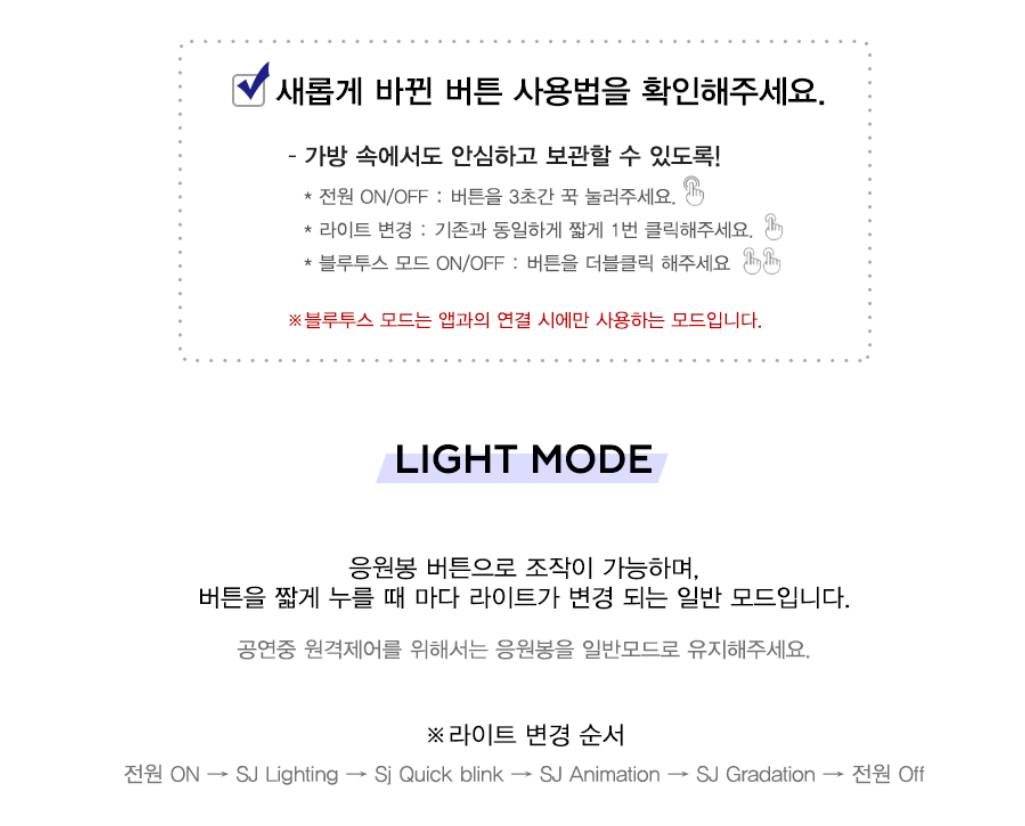 새롭게 바뀐 버튼 사용법을 확인해주세요.
- 가방 속에서도 안심하고 보관할 수 있도록!
* 전원 ON/OFF : 버튼을 3초간 꾹 눌러주세요.
* 라이트 변경 : 기존과 동일하게 짧게 1번 클릭해주세요.
* 블루투스 모드 ON/OFF : 버튼을 더블클릭 해주세요
※블루투스 모드는 앱과의 연결 시에만 사용하는 모드입니다.
LIGHT MODE
응원봉 버튼으로 조작이 가능하며,
버튼을 짧게 누를 때 마다 라이트가 변경 되는 일반 모드입니다.
공연중 원격제어를 위해서는 응원봉을 일반모드로 유지해주세요.
※라이트 변경 순서
전원 ON → SJ Lighting → Sj Quick blink → SJ Animation → SJ Gradation → 전원 Off